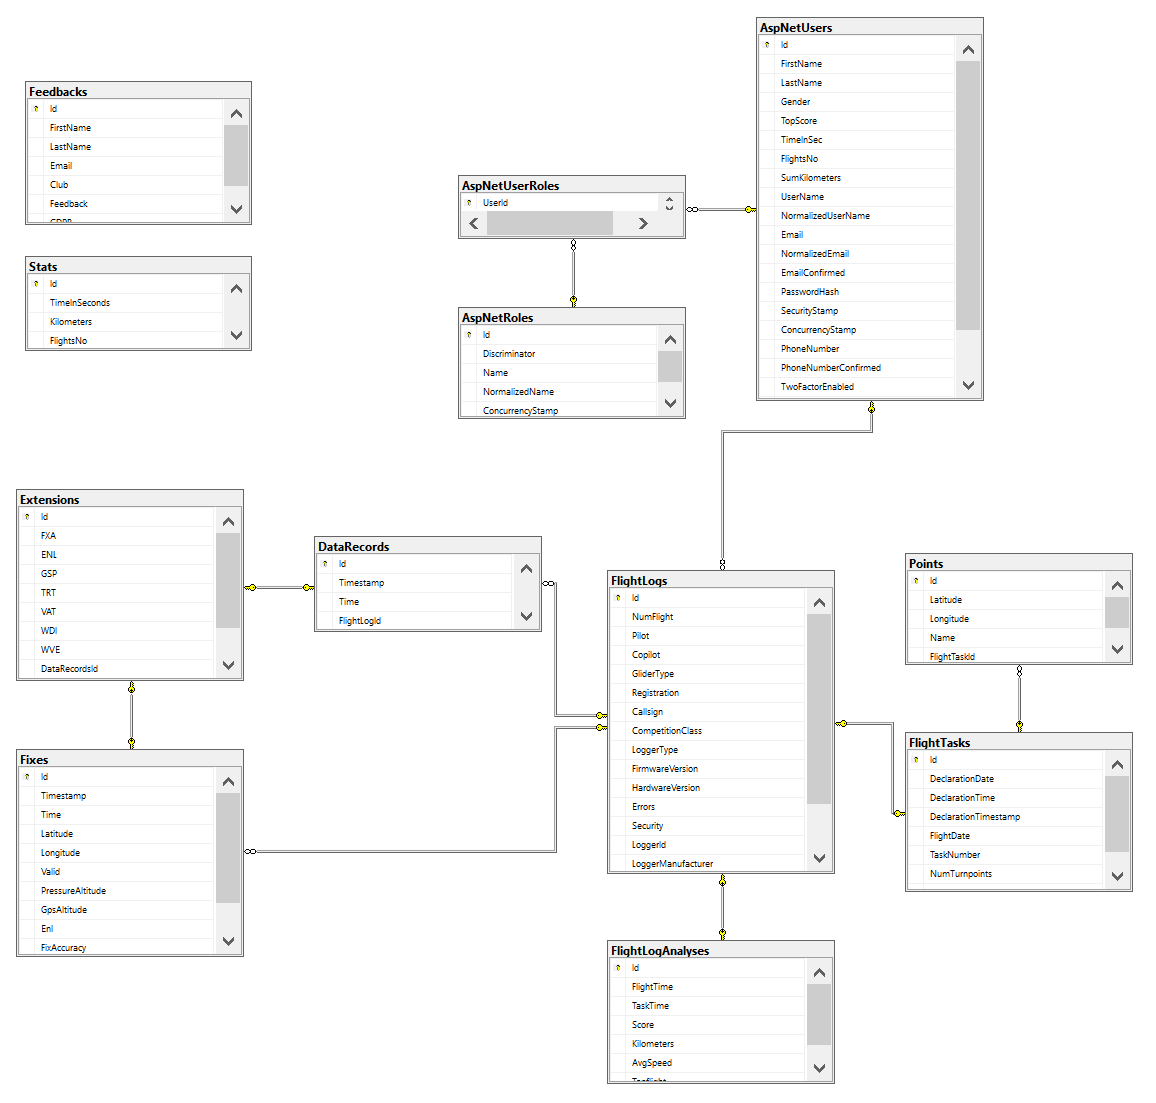 Feedbacks
Id
FirstName
LastName
Email
Club
Feedback
GDPR
Stats
Id
TimeInSeconds
Kilometers
FlightsNo
AspNetUserRoles
UserId
AspNetRoles
Id
Discriminator
Name
NormalizedName
ConcurrencyStamp
AspNetUsers
Id
FirstName
LastName
Gender
TopScore
TimeInSec
FlightsNo
SumKilometers
UserName
NormalizedUserName
Email
NormalizedEmail
EmailConfirmed
PasswordHash
SecurityStamp
ConcurrencyStamp
PhoneNumber
PhoneNumberConfirmed
TwoFactorEnabled
Extensions
Id
FXA
ENL
GSP
TRT
VAT
WDI
WVE
DataRecordsId
DataRecords
Id
Timestamp
Time
FlightLogId
FlightLogs
Id
NumFlight
Pilot
Copilot
GliderType
Registration
Callsign
CompetitionClass
LoggerType
FirmwareVersion
HardwareVersion
Errors
Security
LoggerId
LoggerManufacturer
Points
Id
Latitude
Longitude
Name
FlightTaskId
FlightTasks
Id
DeclarationDate
DeclarationTime
DeclarationTimestamp
FlightDate
TaskNumber
NumTurnpoints
Fixes
Id
Timestamp
Time
Latitude
Longitude
Valid
PressureAltitude
GpsAltitude
Enl
FixAccuracy
FlightLogAnalyses
Id
FlightTime
TaskTime
Score
Kilometers
AvgSpeed